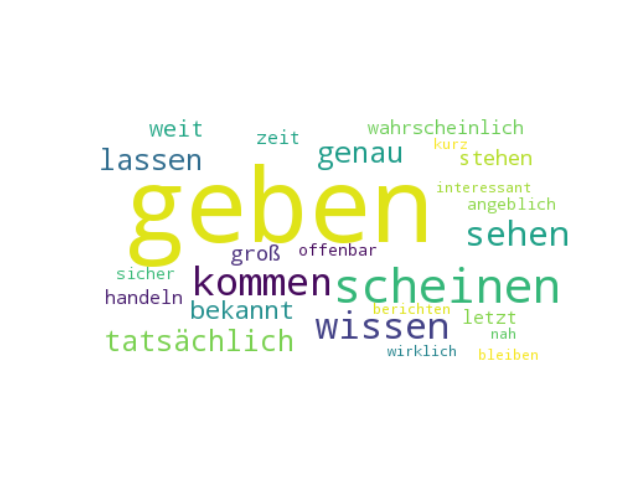 weit
zeit
wahrscheinlich
kurz
lassen
genau
stehen
geben
interessant
angeblich
sehen
groß
offenbar
sicher
kommen
scheinen
handeln
bekannt
berichten
wissen
letzt
tatsächlich
nah
wirklich
bleiben